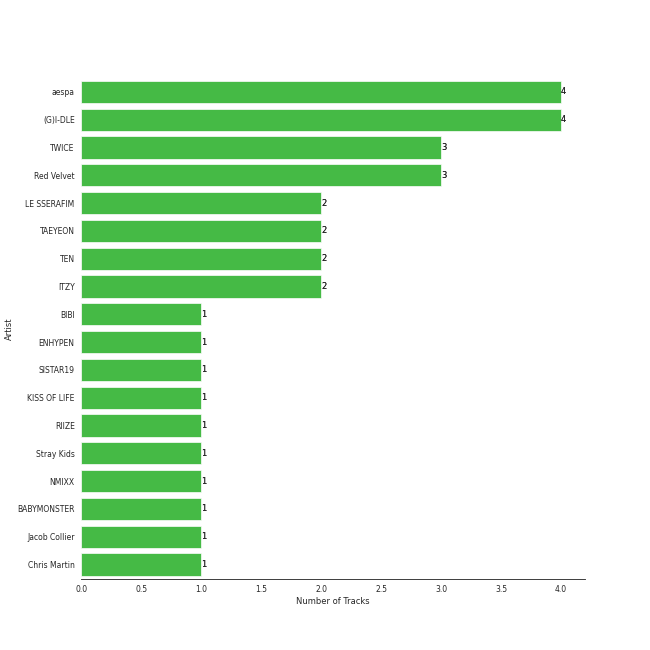 aespa 4
(G)I-DLE 4
TWICE 3
Red Velvet 3
LE SSERAFIM 2
TAEYEON 2
TEN 2
ITZY 2
BIBI 1
ENHYPEN 1
SISTAR19 1
KISS OF LIFE 1
RIIZE 1
Stray Kids 1
NMIXX 1
BABYMONSTER 1
Jacob Collier 1
Chris Martin 1
Artist
0.0 0.5 1.0 1.5 2.0 2.5 3.0 3.5 4.0
Number of Tracks